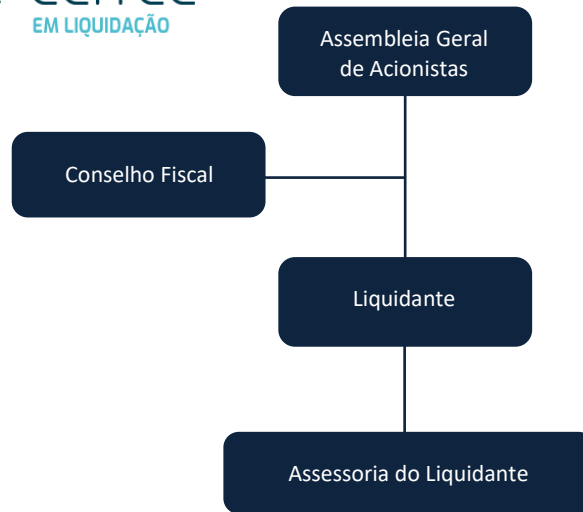 EM LIQUIDAÇÃO
Assembleia Geral
de Acionistas
Conselho Fiscal
Liquidante
Assessoria do Liquidante